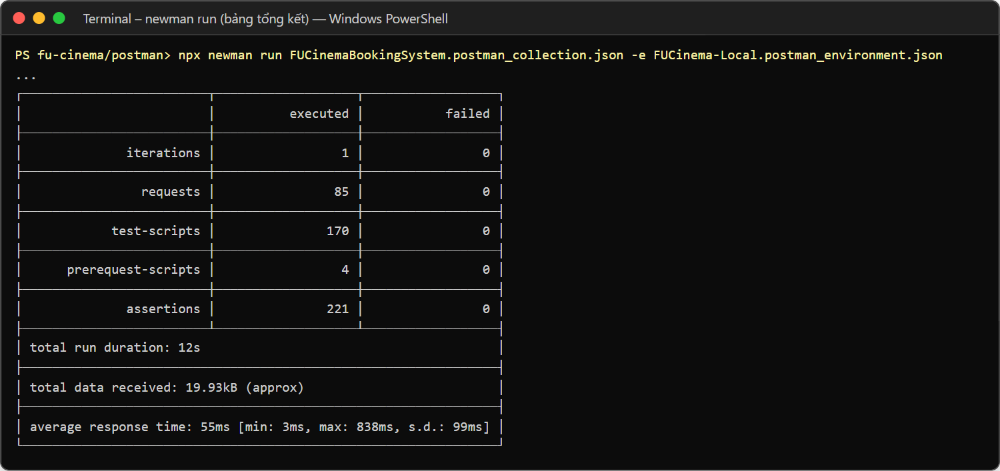 Terminal – newman run (bảng tổng kết) — Windows PowerShell
PS fu-cinema/postman> npx newman run FUCinemaBookingSystem.postman_collection.json -e FUCinema-Local.postman_environment.json
...
executed failed
iterations 1 0
requests 85 0
test-scripts 170 0
prerequest-scripts 4 0
assertions 221 0
total run duration: 12s
total data received: 19.93kB (approx)
average response time: 55ms [min: 3ms, max: 838ms, s.d.: 99ms]